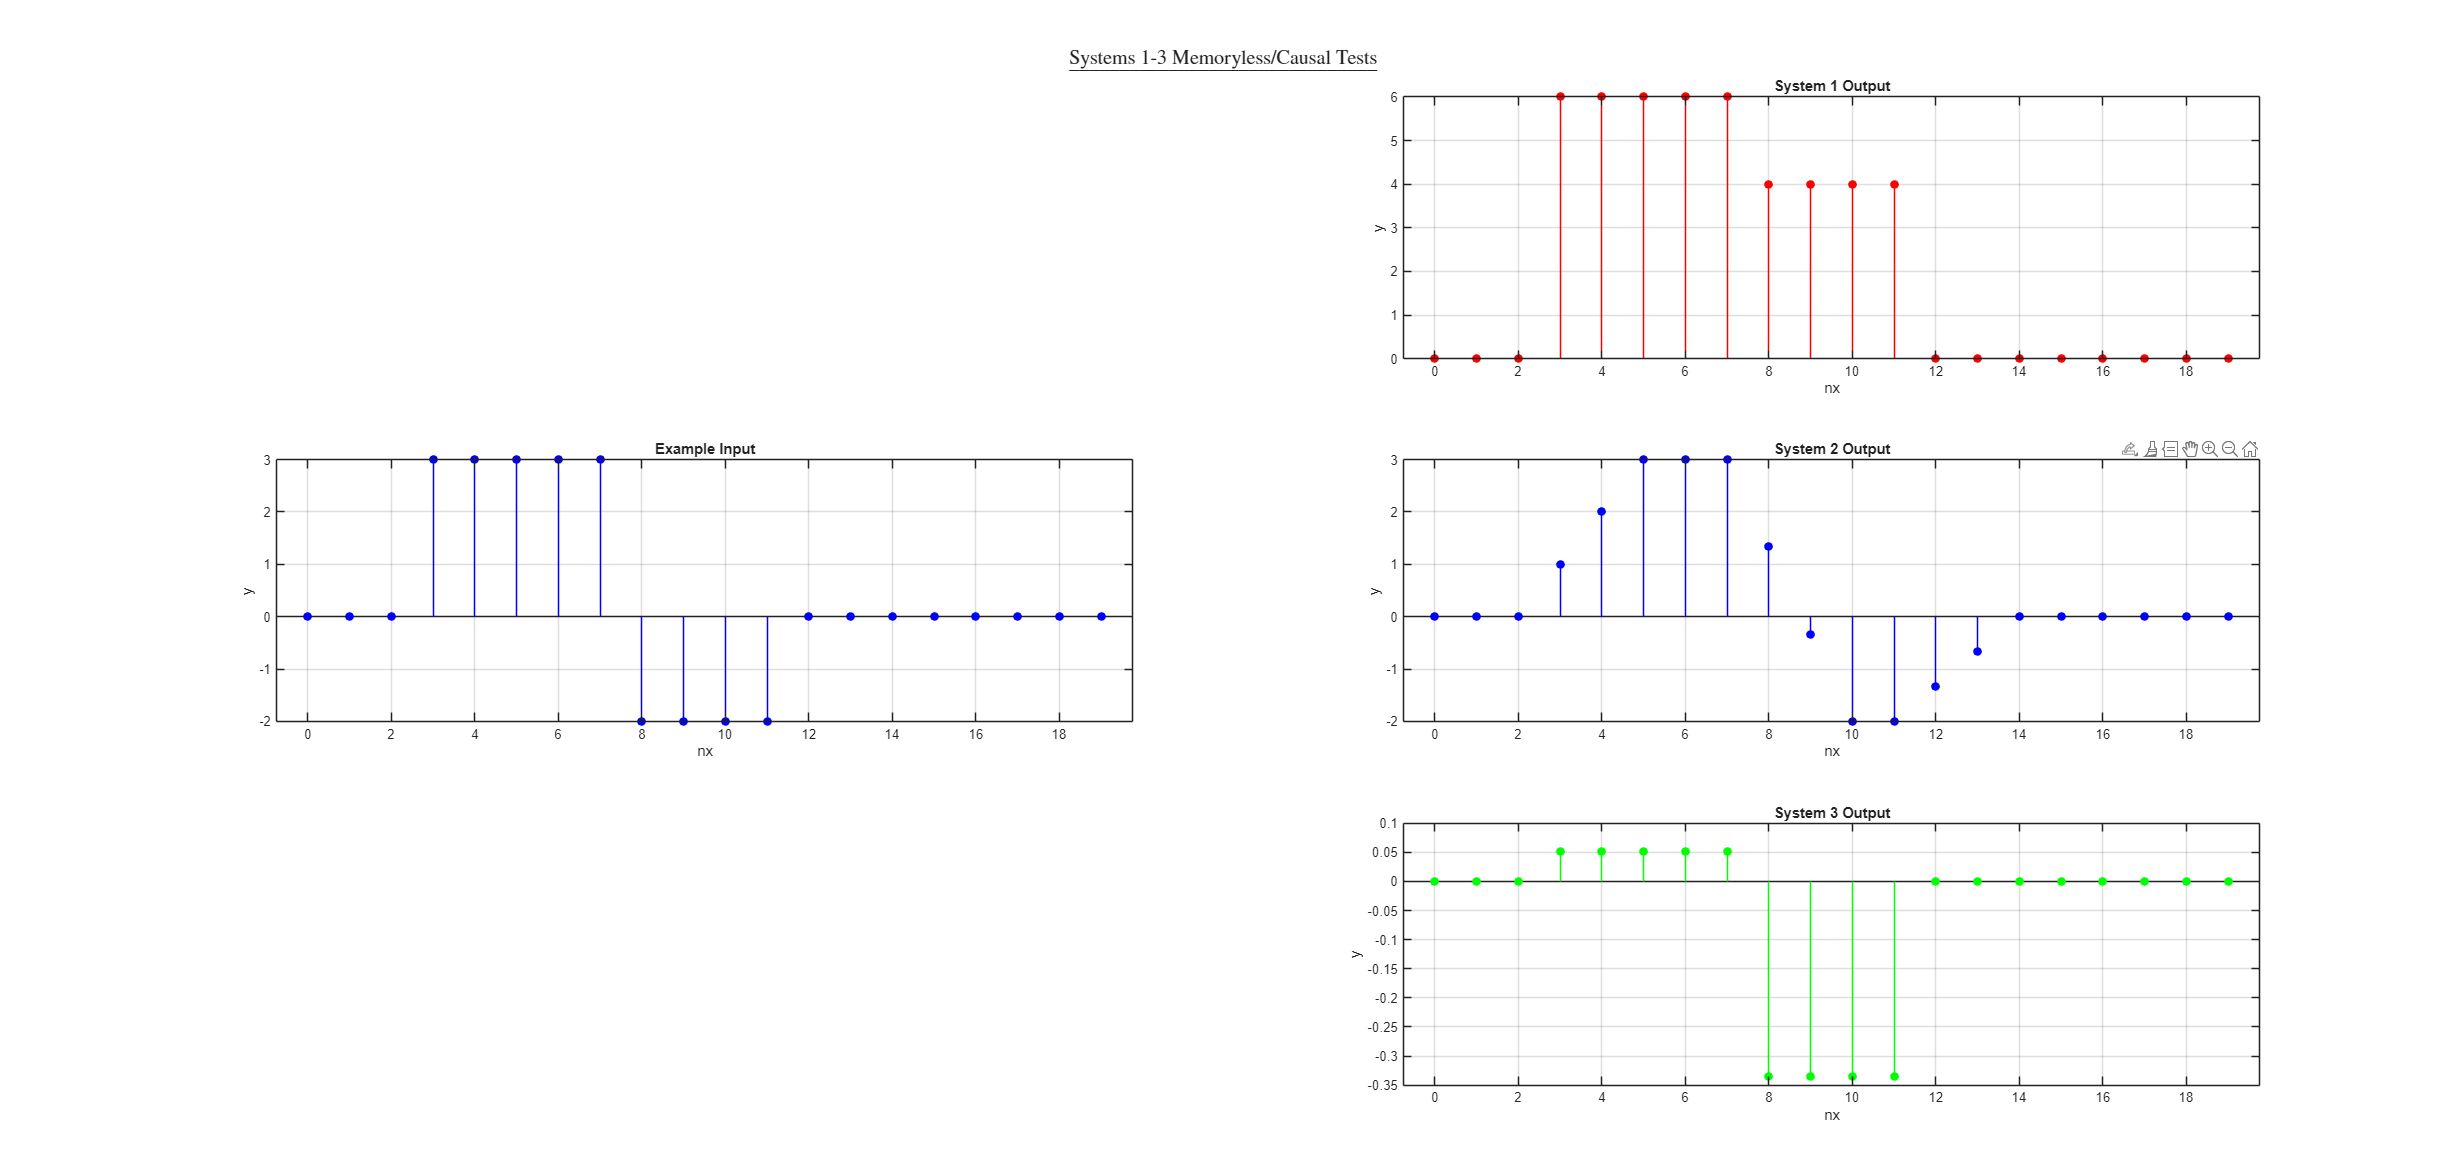 Systems 1-3 Memoryless/Causal Tests
System 1 Output
6
5
4
3
2
1
0
y
0 2 4 6 8 10 12 14 16 18
nx
Example Input
3
2
1
0
-1
-2
y
0 2 4 6 8 10 12 14 16 18
nx
System 2 Output
3
2
1
0
-1
-2
y
0 2 4 6 8 10 12 14 16 18
nx
System 3 Output
0.1
0.05
0
-0.05
-0.1
-0.15
-0.2
-0.25
-0.3
-0.35
y
0 2 4 6 8 10 12 14 16 18
nx